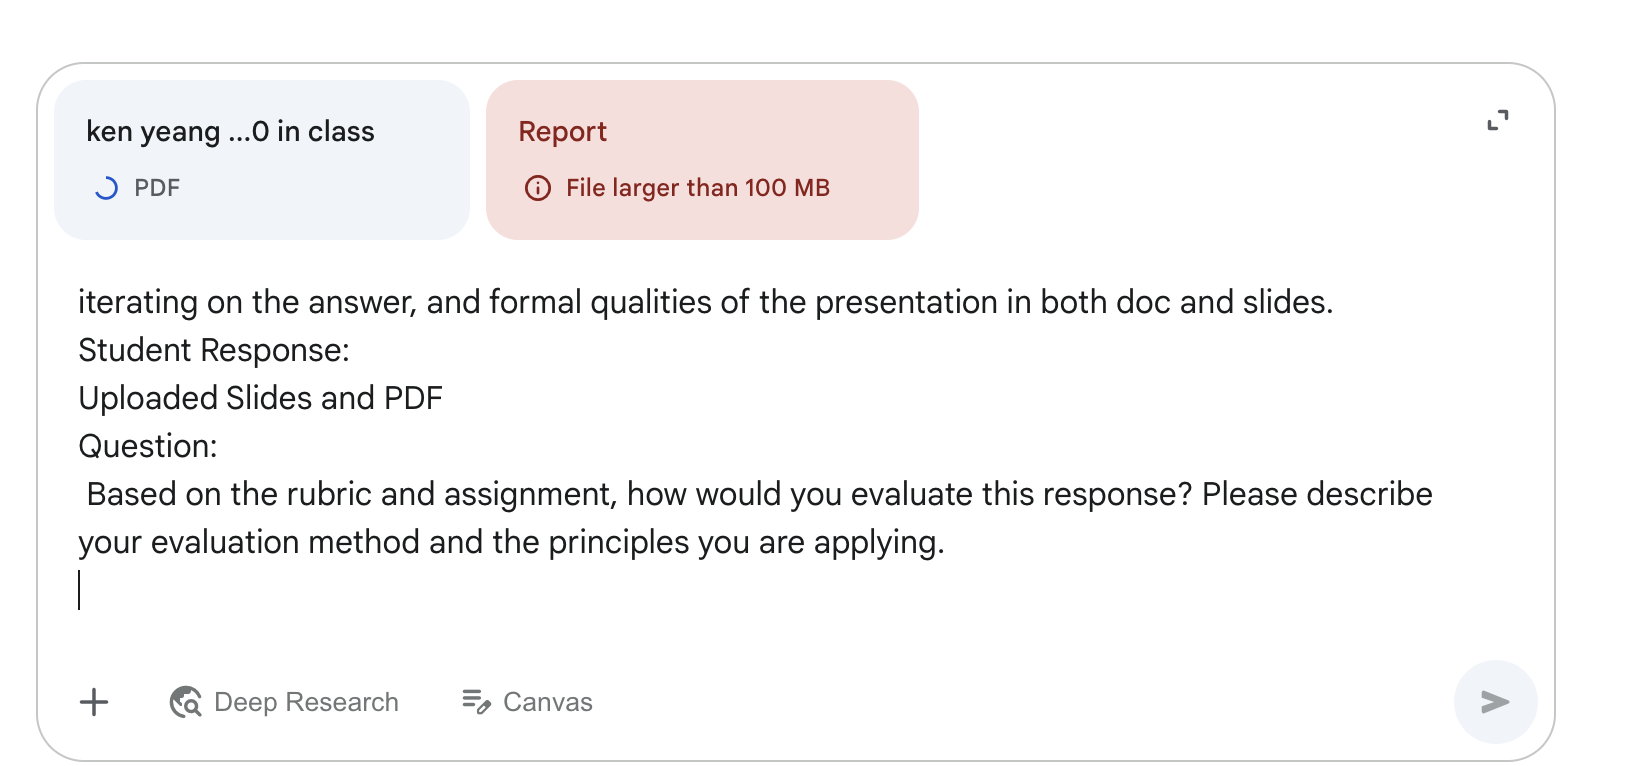 ken yeang ...0 in class
PDF
Report
File larger than 100 MB
iterating on the answer, and formal qualities of the presentation in both doc and slides.
Student Response:
Uploaded Slides and PDF
Question:
Based on the rubric and assignment, how would you evaluate this response? Please describe
your evaluation method and the principles you are applying.
Deep Research
Canvas